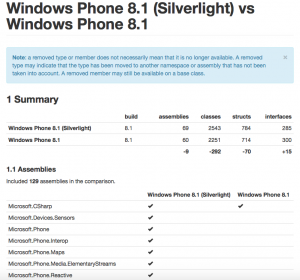 Windows Phone 8.1 (Silverlight) vs
Windows Phone 8.1
Note: a removed type or member does not necessarily mean that it is no longer available. A removed
type may indicate that the type has been moved to another namespace or assembly that has not been
taken into account. A removed member may still be available on a base class.
×
1 Summary
build assemblies classes structs interfaces
Windows Phone 8.1 (Silverlight) 8.1 69 2543 784 285
Windows Phone 8.1 8.1 60 2251 714 300
-9 -292 -70 +15
1.1 Assemblies
Included 129 assemblies in the comparison.
Windows Phone 8.1 (Silverlight) Windows Phone 8.1
Microsoft.CSharp ✔ ✔
Microsoft.Devices.Sensors ✔
Microsoft.Phone ✔
Microsoft.Phone.Interop ✔
Microsoft.Phone.Maps ✔
Microsoft.Phone.Media.ElementaryStreams ✔
Microsoft.Phone.Reactive ✔